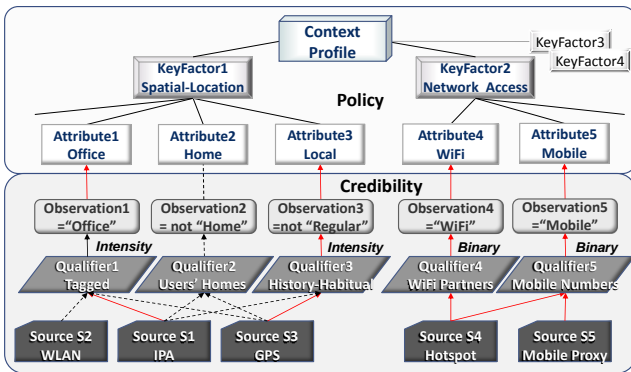 Context
Profile
KeyFactor3
KeyFactor4
KeyFactor1
Spatial-Location
KeyFactor2
Network Access
Policy
Attribute1
Office
Attribute2
Home
Attribute3
Local
Attribute4
WiFi
Attribute5
Mobile
Credibility
Observation1
="Office"
Observation2
= not "Home"
Observation3
=not "Regular"
Observation4
="WiFi"
Observation5
="Mobile"
Intensity
Intensity
Binary
Binary
Qualifier1
Tagged
Qualifier2
Users' Homes
Qualifier3
History-Habitual
Qualifier4
WiFi Partners
Qualifier5
Mobile Numbers
Source S2
WLAN
Source S1
IPA
Source S3
GPS
Source S4
Hotspot
Source S5
Mobile Proxy